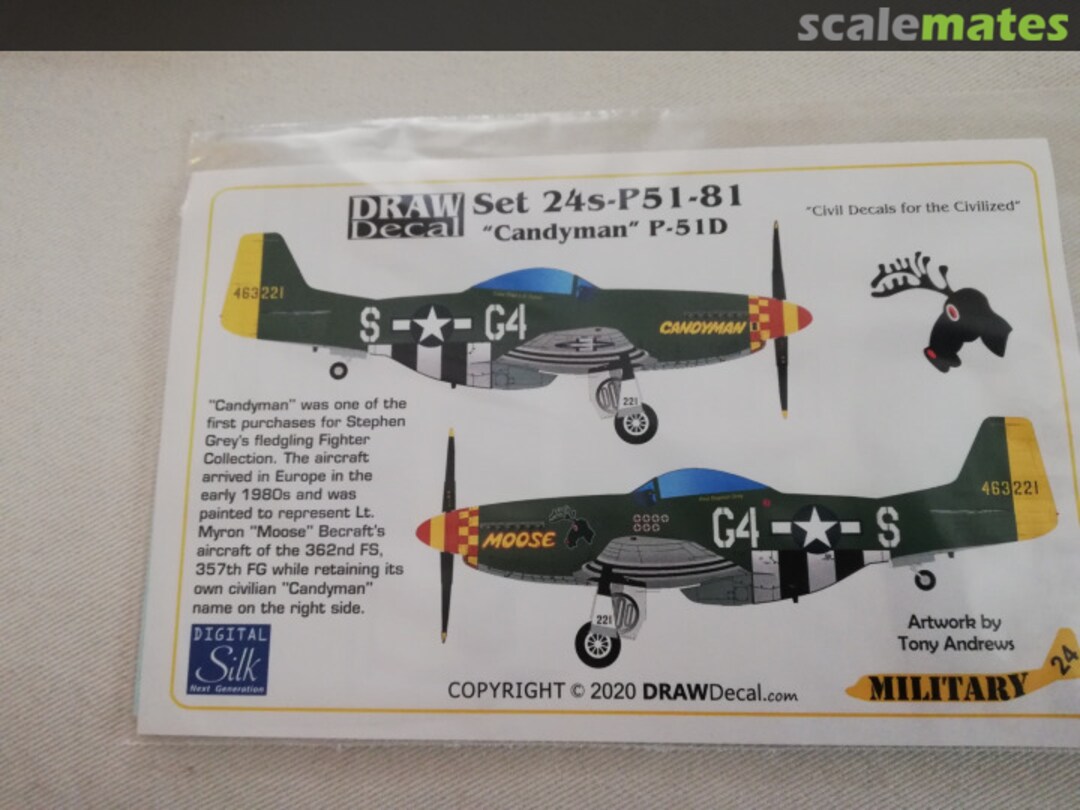 scalemates
DRAW Decal
Set 24s-P51-81
"Candyman" P-51D
"Civil Decals for the Civilized"
463221
S
G4
CANDYMAN
221
"Candyman" was one of the
first purchases for Stephen
Grey's fledgling Fighter
Collection. The aircraft
arrived in Europe in the
early 1980s and was
painted to represent Lt.
Myron "Moose" Becraft's
aircraft of the 362nd FS,
357th FG while retaining its
own civilian "Candyman"
name on the right side.
463221
MOOSE
G4
S
221
Artwork by
Tony Andrews
DIGITAL
Silk
Next Generation
COPYRIGHT © 2020 DRAWDecal.com
MILITARY
24